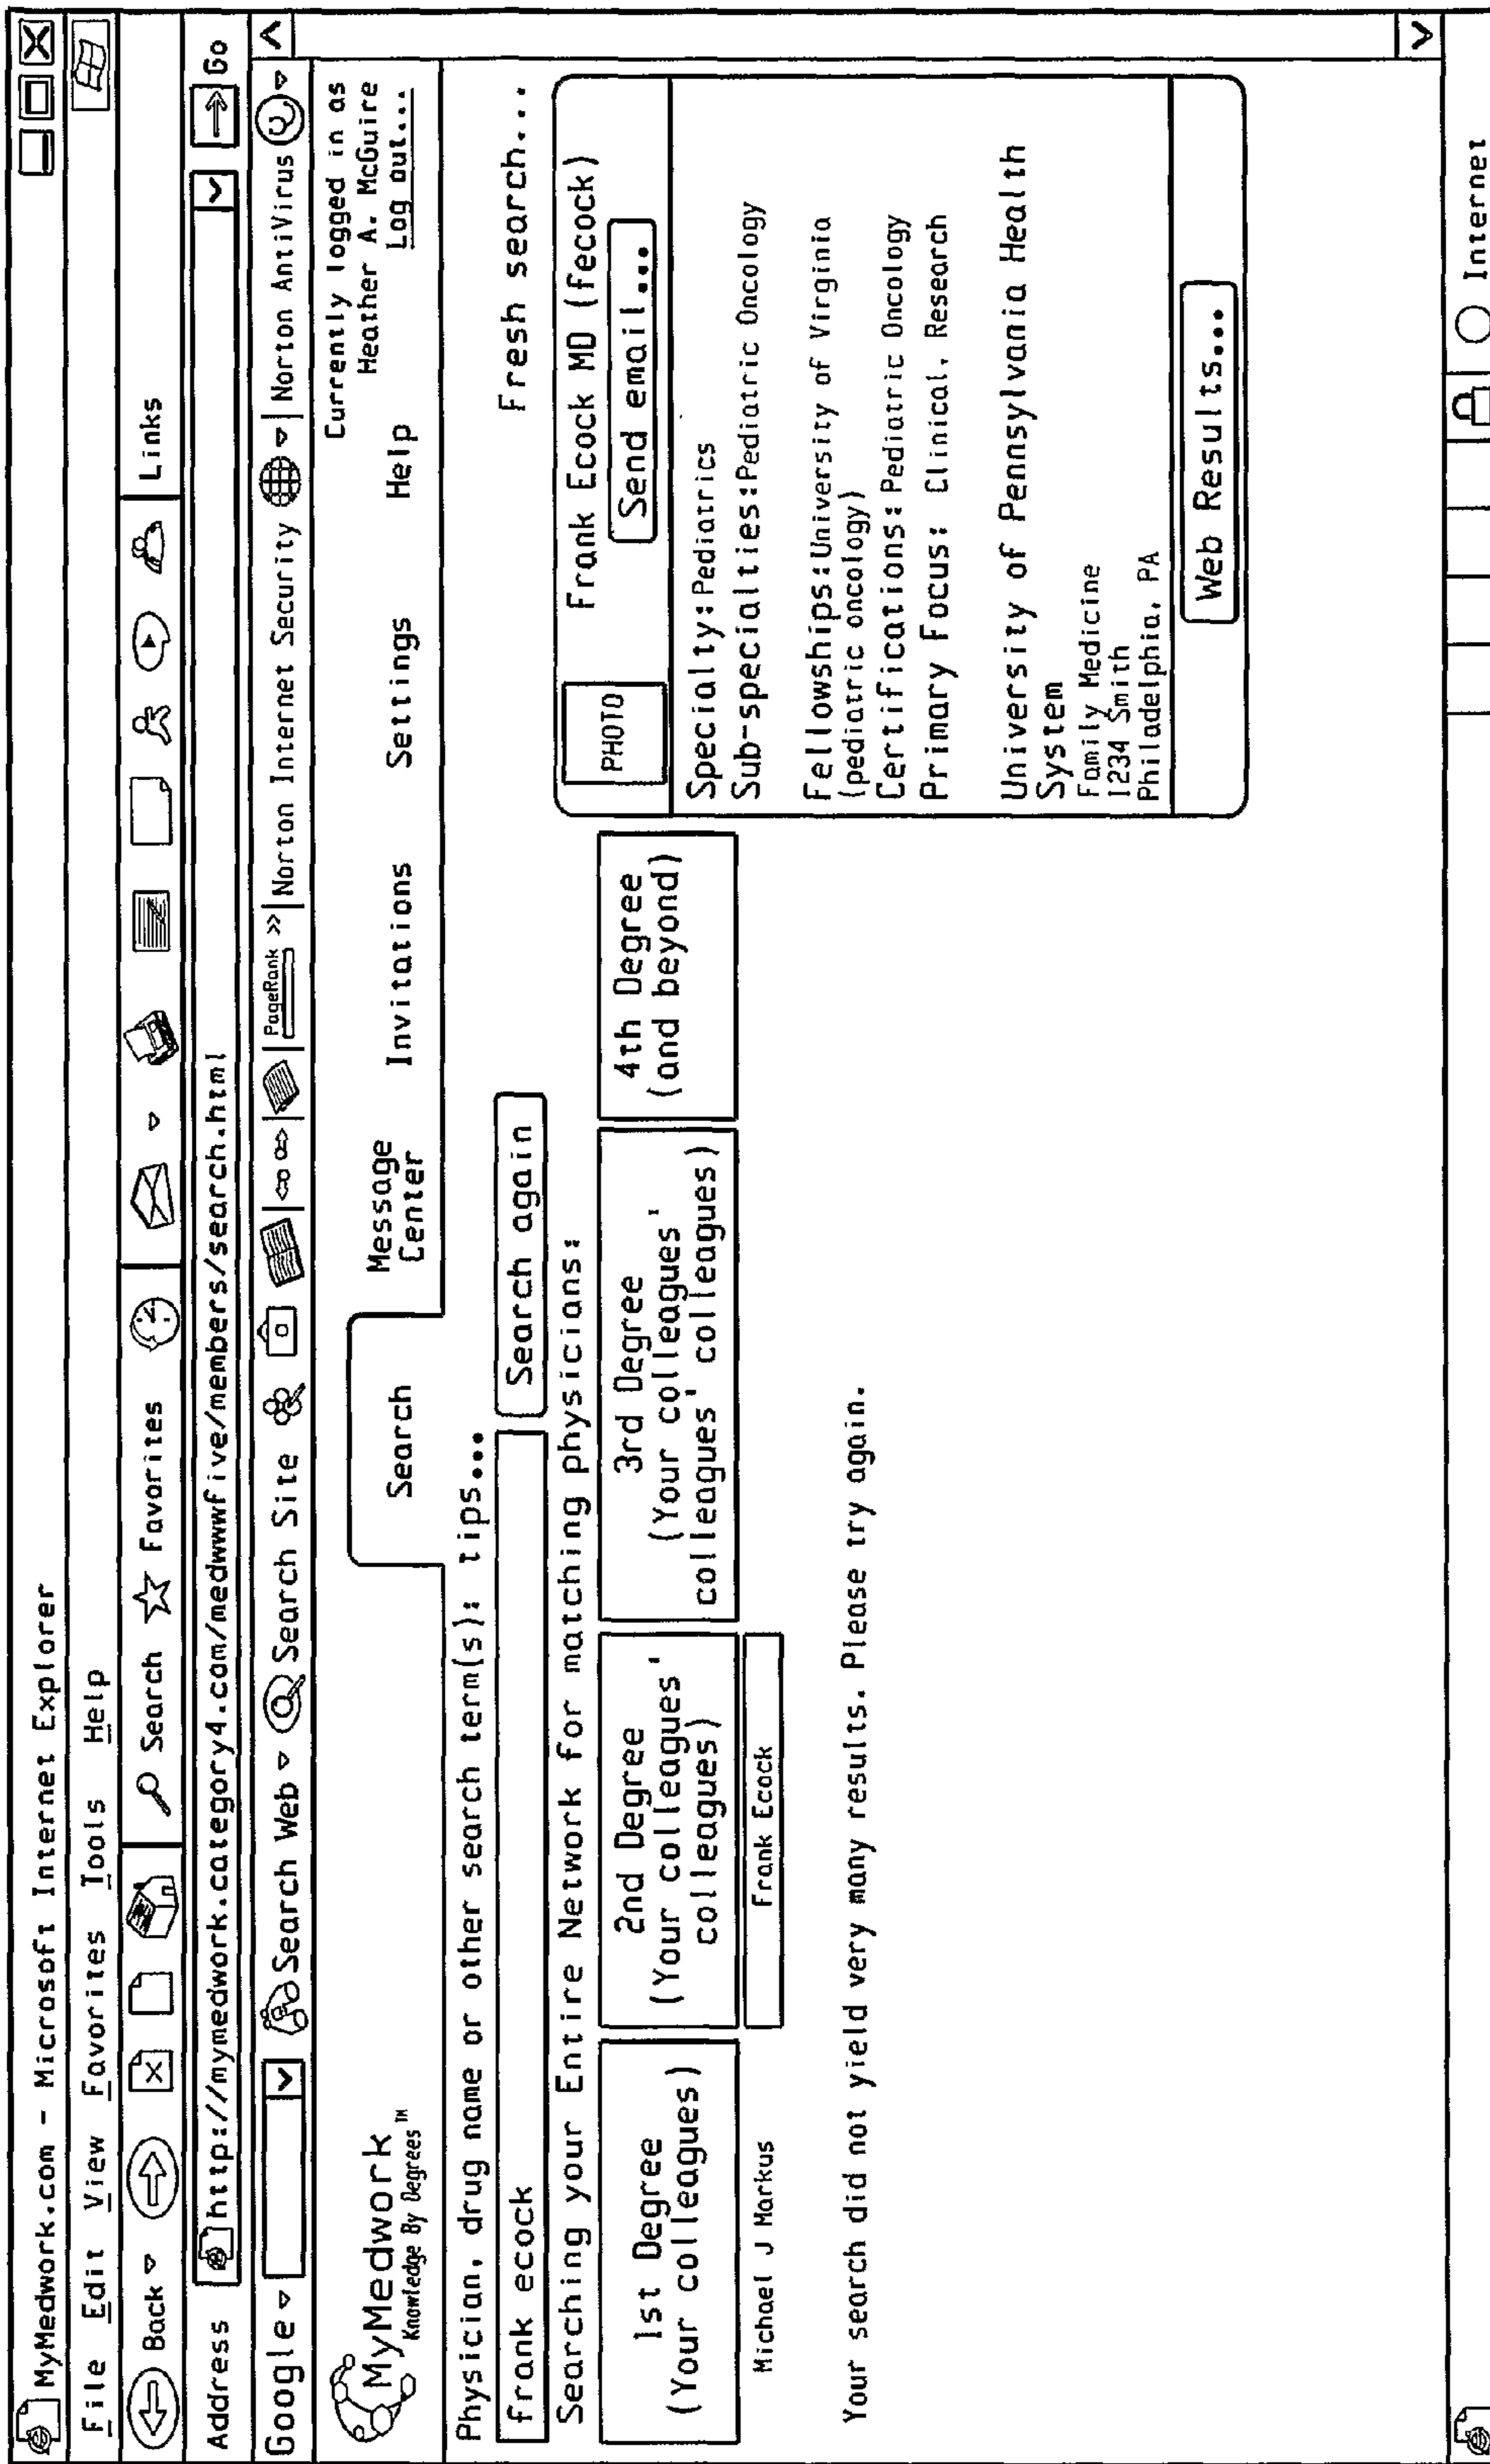 MyMedwork.com - Microsoft Internet Explorer
File Edit View Favorites Tools Help
Back Search Favorites Links
Address http://mymedwork.category4.com/medwwwfive/members/search.html Go
Google Search Web Search Site PageRank >> Norton Internet Security Norton AntiVirus
Currently logged in as
Heather A. McGuire
Log out...
MyMedwork
Knowledge By Degrees™
Search
Message
Center
Invitations
Settings
Help
Physician, drug name or other search term(s): tips...
frank ecock
Search again
Fresh search...
Searching your Entire Network for matching physicians:
1st Degree
(Your colleagues)
2nd Degree
(Your colleagues'
colleagues)
3rd Degree
(Your colleagues'
colleagues' colleagues)
4th Degree
(and beyond)
Michael J Markus
Frank Ecock
Your search did not yield very many results. Please try again.
PHOTO
Frank Ecock MD (fecock)
Send email...
Specialty:Pediatrics
Sub-specialties:Pediatric Oncology
Fellowships:University of Virginia
(pediatric oncology)
Certifications:Pediatric Oncology
Primary Focus: Clinical, Research
University of Pennsylvania Health
System
Family Medicine
1234 Smith
Philadelphia, PA
Web Results...
Internet